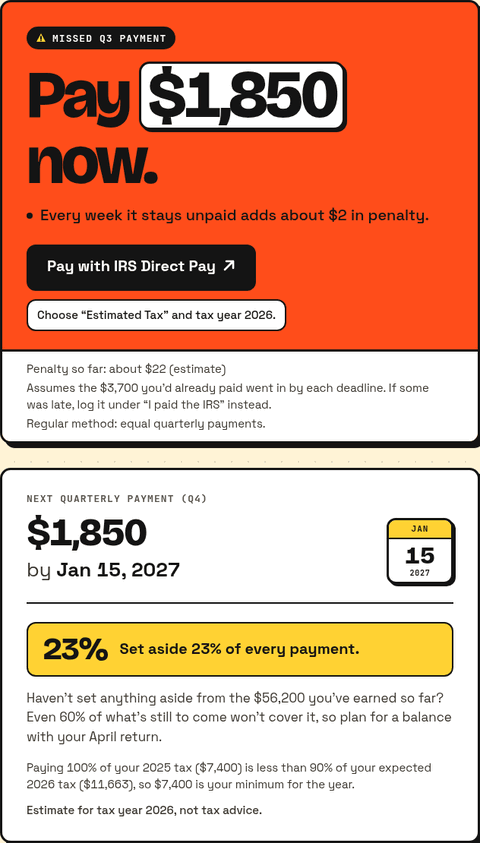 ⚠ MISSED Q3 PAYMENT
Pay $1,850
now.
• Every week it stays unpaid adds about $2 in penalty.
Pay with IRS Direct Pay ↗
Choose “Estimated Tax” and tax year 2026.
Penalty so far: about $22 (estimate)
Assumes the $3,700 you’d already paid went in by each deadline. If some
was late, log it under “I paid the IRS” instead.
Regular method: equal quarterly payments.
NEXT QUARTERLY PAYMENT (Q4)
$1,850
by Jan 15, 2027
JAN
15
2027
23% Set aside 23% of every payment.
Haven’t set anything aside from the $56,200 you’ve earned so far?
Even 60% of what’s still to come won’t cover it, so plan for a balance
with your April return.
Paying 100% of your 2025 tax ($7,400) is less than 90% of your expected
2026 tax ($11,663), so $7,400 is your minimum for the year.
Estimate for tax year 2026, not tax advice.